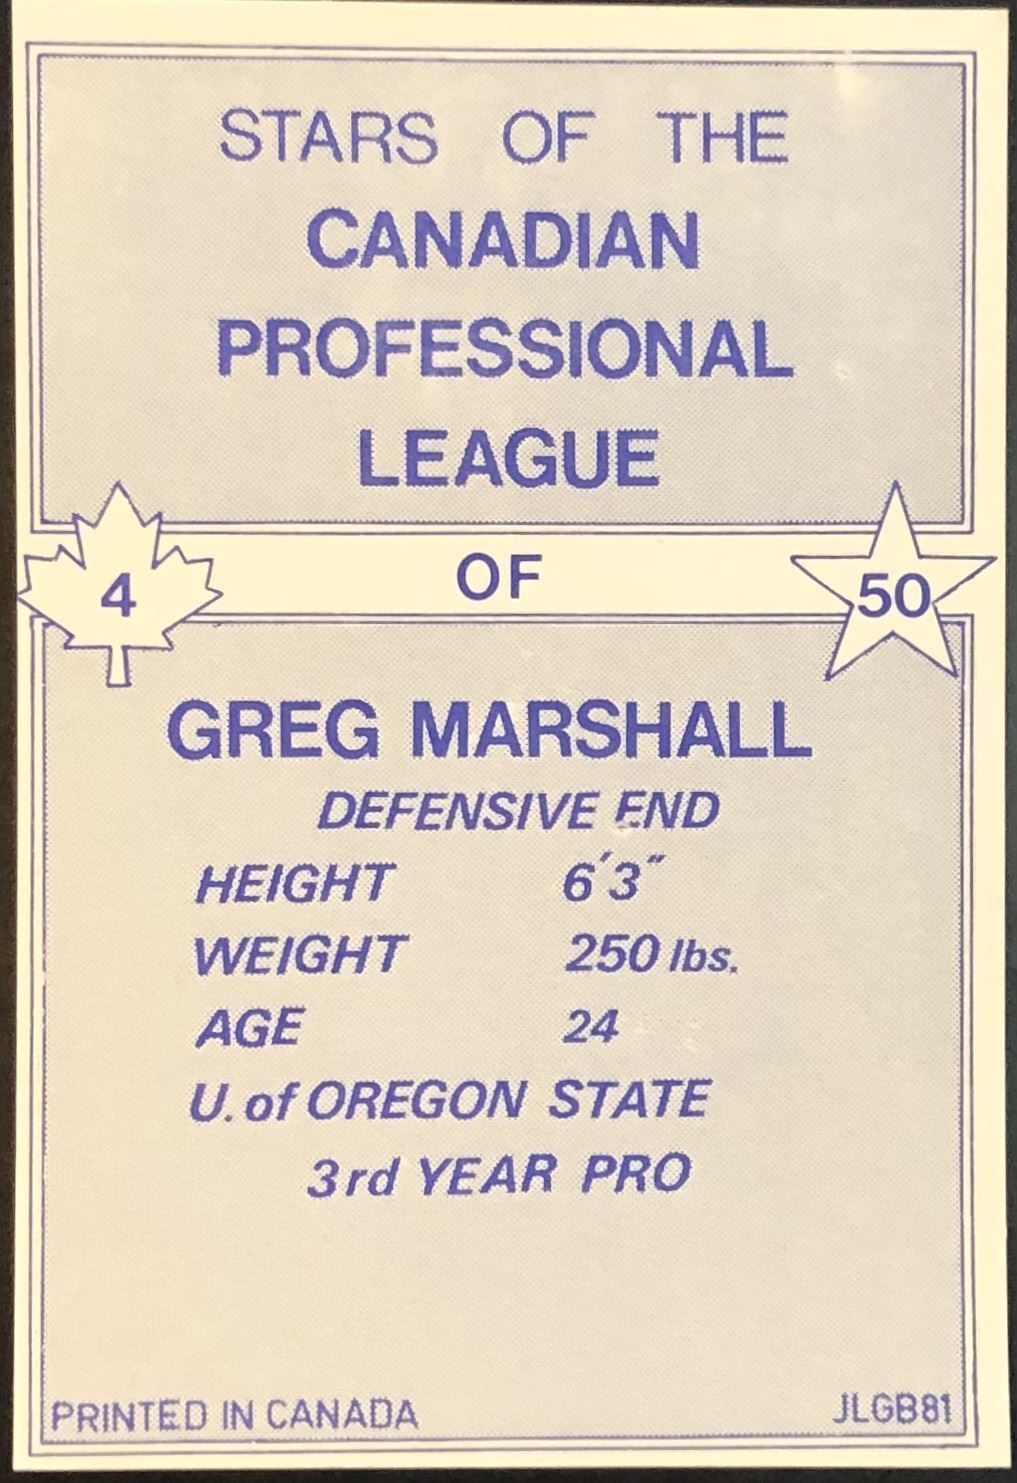 STARS OF THE
CANADIAN
PROFESSIONAL
LEAGUE
4 OF 50
GREG MARSHALL
DEFENSIVE END
HEIGHT 6'3"
WEIGHT 250 lbs.
AGE 24
U. of OREGON STATE
3rd YEAR PRO
PRINTED IN CANADA JLGB81